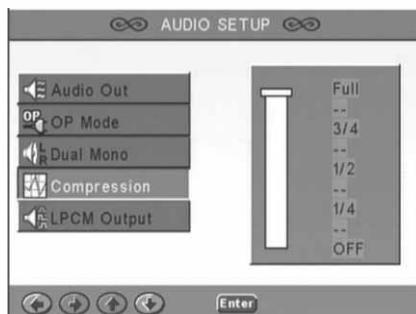 AUDIO SETUP
Audio Out
OP Mode
Dual Mono
Compression
LPCM Output
Full
--
3/4
--
1/2
--
1/4
--
OFF
Enter